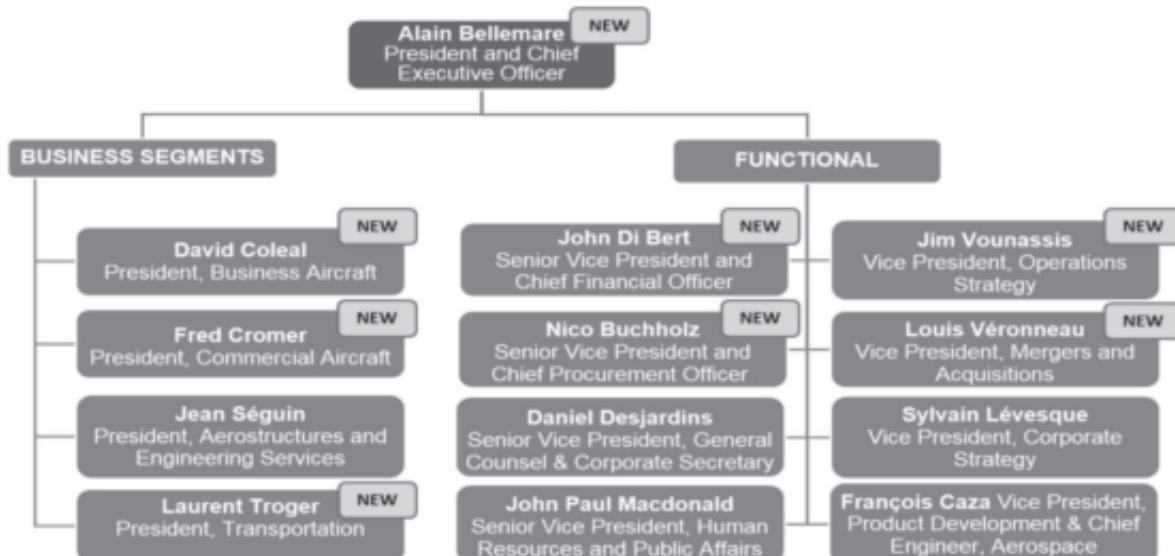 NEW
Alain Bellemare
President and Chief
Executive Officer
BUSINESS SEGMENTS
NEW
David Coleal
President, Business Aircraft
NEW
Fred Cromer
President, Commercial Aircraft
Jean Séguin
President, Aerostructures and
Engineering Services
NEW
Laurent Troger
President, Transportation
FUNCTIONAL
NEW
John Di Bert
Senior Vice President and
Chief Financial Officer
NEW
Nico Buchholz
Senior Vice President and
Chief Procurement Officer
Daniel Desjardins
Senior Vice President, General
Counsel & Corporate Secretary
John Paul Macdonald
Senior Vice President, Human
Resources and Public Affairs
NEW
Jim Vounassis
Vice President, Operations
Strategy
NEW
Louis Véronneau
Vice President, Mergers and
Acquisitions
Sylvain Lévesque
Vice President, Corporate
Strategy
François Caza Vice President,
Product Development & Chief
Engineer, Aerospace